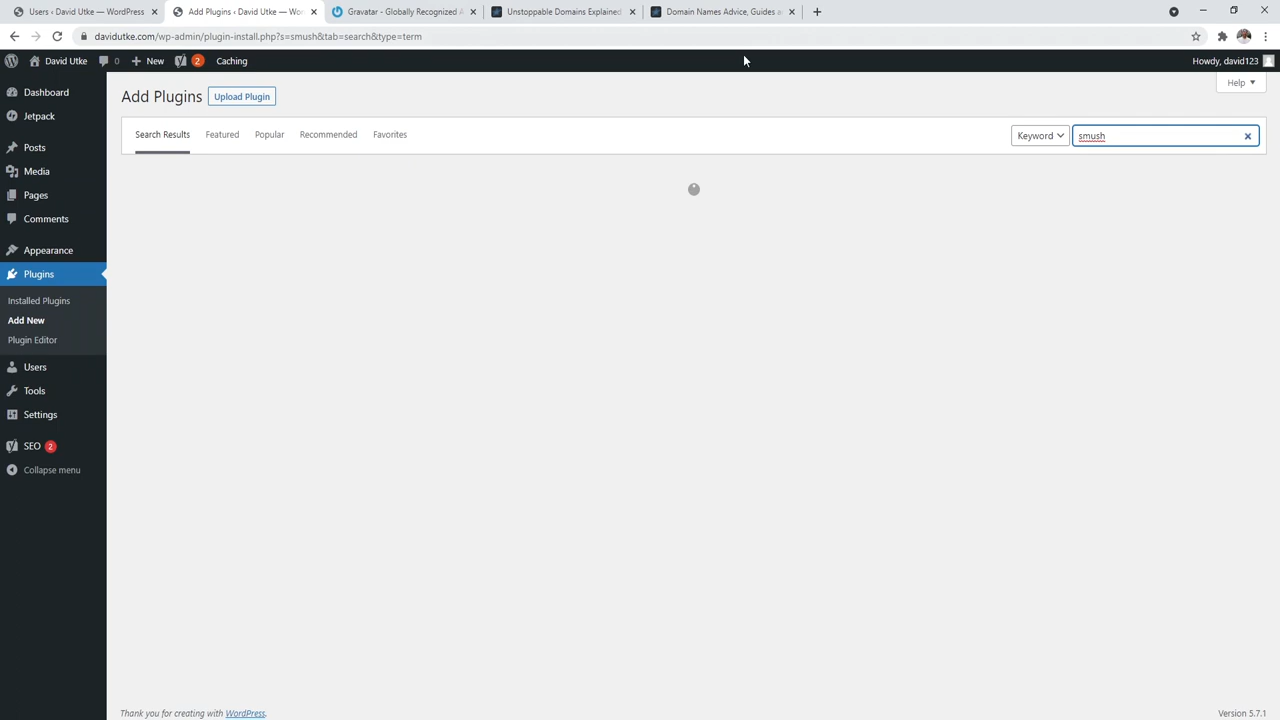 Users ‹ David Utke — WordPress
Add Plugins ‹ David Utke — Wor
Gravatar - Globally Recognized A
Unstoppable Domains Explained
Domain Names Advice, Guides a
davidutke.com/wp-admin/plugin-install.php?s=smush&tab=search&type=term
David Utke
0
New
2
Caching
Howdy, david123
Dashboard
Jetpack
Posts
Media
Pages
Comments
Appearance
Plugins
Installed Plugins
Add New
Plugin Editor
Users
Tools
Settings
SEO 2
Collapse menu
Add Plugins
Upload Plugin
Help
Search Results
Featured
Popular
Recommended
Favorites
Keyword
smush
Thank you for creating with WordPress.
Version 5.7.1